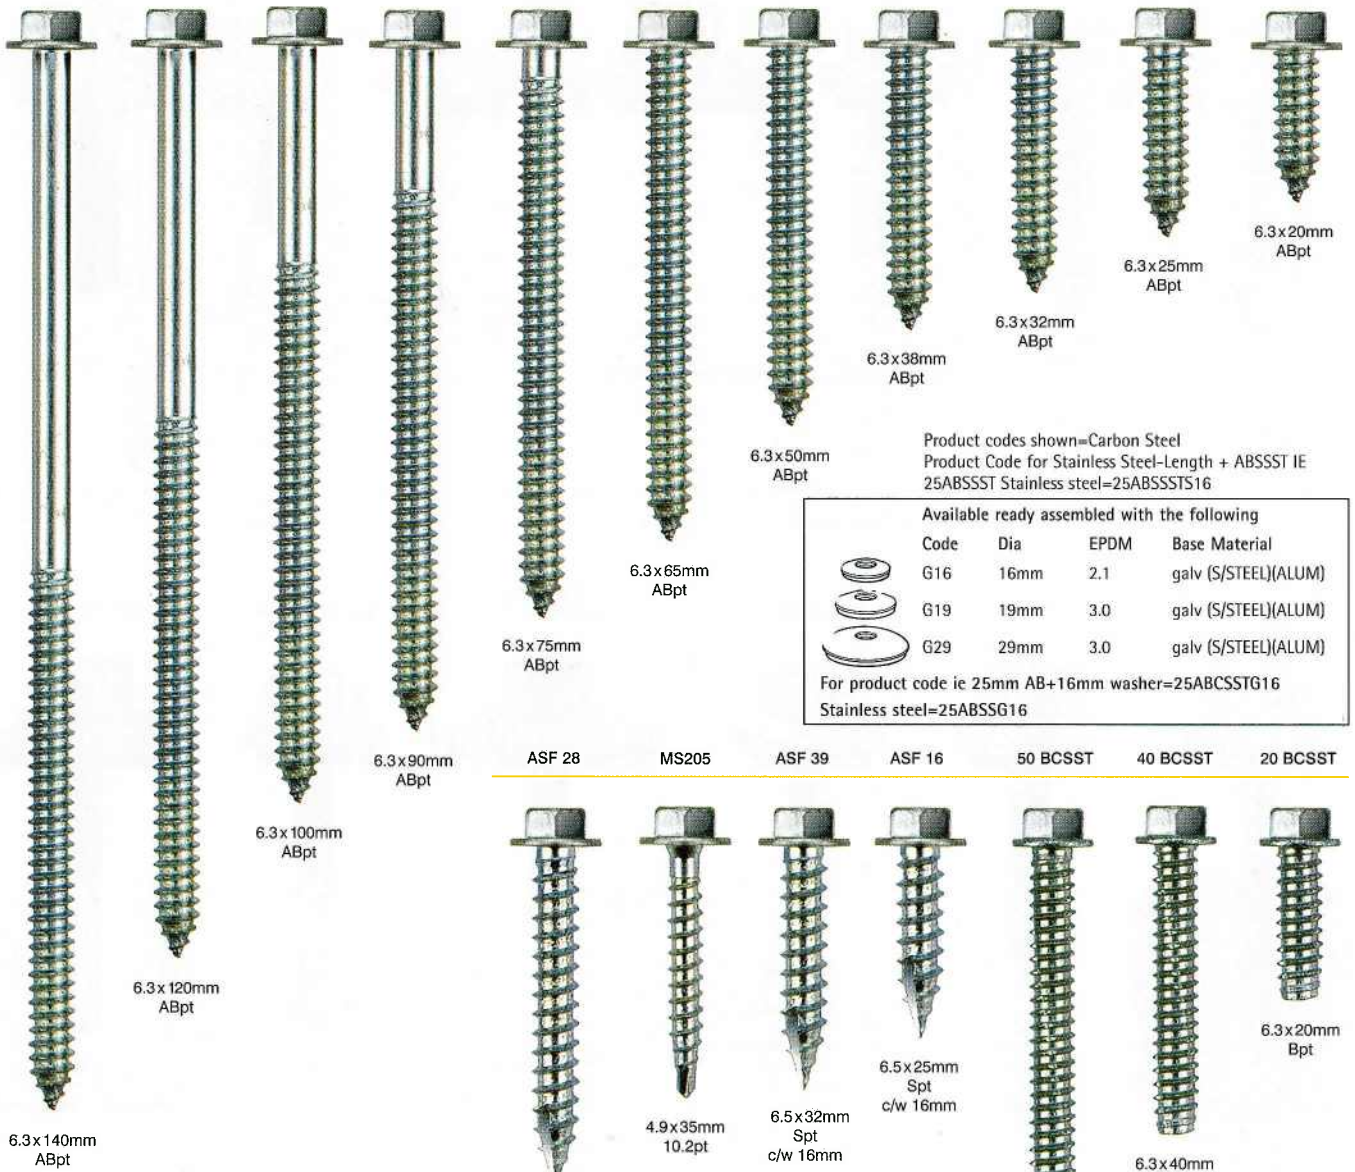 6.3x20mm
ABpt
6.3x25mm
ABpt
6.3x32mm
ABpt
6.3x38mm
ABpt
6.3x50mm
ABpt
6.3x65mm
ABpt
6.3x75mm
ABpt
6.3x90mm
ABpt
6.3x100mm
ABpt
6.3x120mm
ABpt
6.3x140mm
ABpt
Product codes shown=Carbon Steel
Product Code for Stainless Steel-Length + ABSSST IE
25ABSSST Stainless steel=25ABSSSTS16
Available ready assembled with the following
Code Dia EPDM Base Material
G16 16mm 2.1 galv (S/STEEL)(ALUM)
G19 19mm 3.0 galv (S/STEEL)(ALUM)
G29 29mm 3.0 galv (S/STEEL)(ALUM)
For product code ie 25mm AB+16mm washer=25ABCSSTG16
Stainless steel=25ABSSG16
ASF 28 MS205 ASF 39 ASF 16 50 BCSST 40 BCSST 20 BCSST
4.9x35mm
10.2pt
6.5x32mm
Spt
c/w 16mm
6.5x25mm
Spt
c/w 16mm
6.3x40mm
6.3x20mm
Bpt